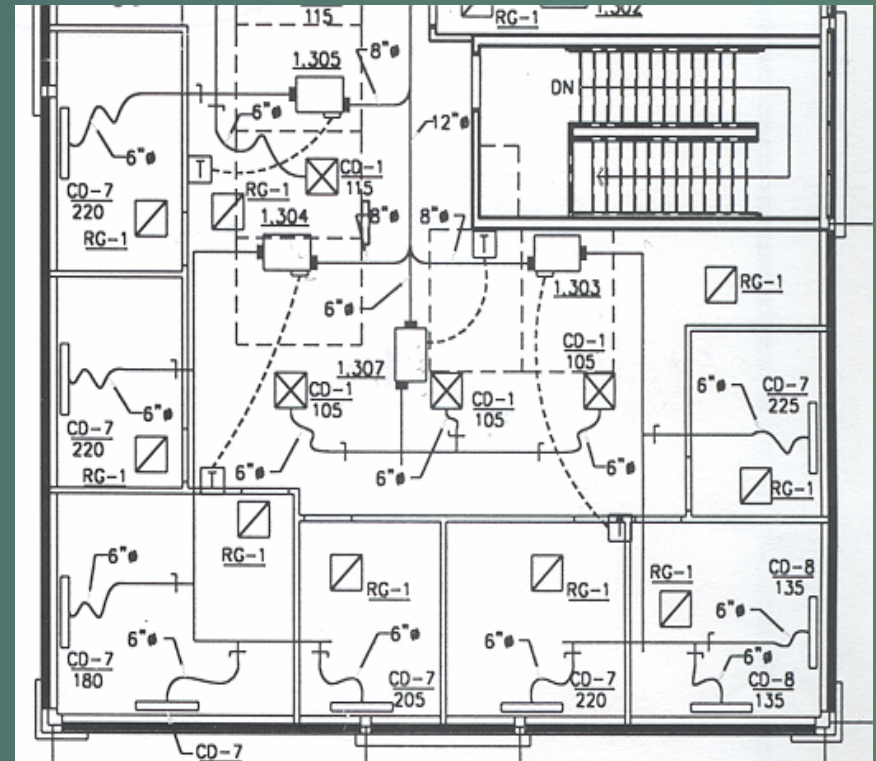 115
RG-1
1.302
1.305
8"ø
DN
6"ø
12"ø
6"ø
T
CD-1
115
CD-7
220
RG-1
RG-1
1.304
8"ø
8"ø
T
1.303
RG-1
6"ø
CD-1
105
1.307
CD-1
105
CD-1
105
6"ø
CD-7
225
6"ø
CD-7
220
RG-1
T
6"ø
6"ø
6"ø
RG-1
RG-1
T
6"ø
RG-1
RG-1
RG-1
CD-8
135
6"ø
6"ø
6"ø
6"ø
6"ø
CD-7
180
CD-7
205
CD-7
220
CD-8
135
CD-7